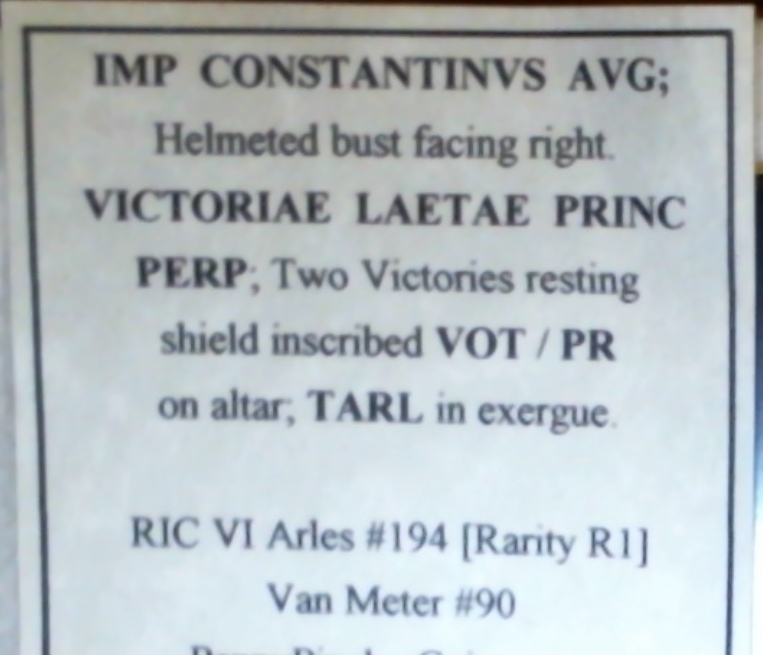 IMP CONSTANTINVS AVG;
Helmeted bust facing right.
VICTORIAE LAETAE PRINC
PERP; Two Victories resting
shield inscribed VOT / PR
on altar; TARL in exergue.
RIC VI Arles #194 [Rarity R1]
Van Meter #90